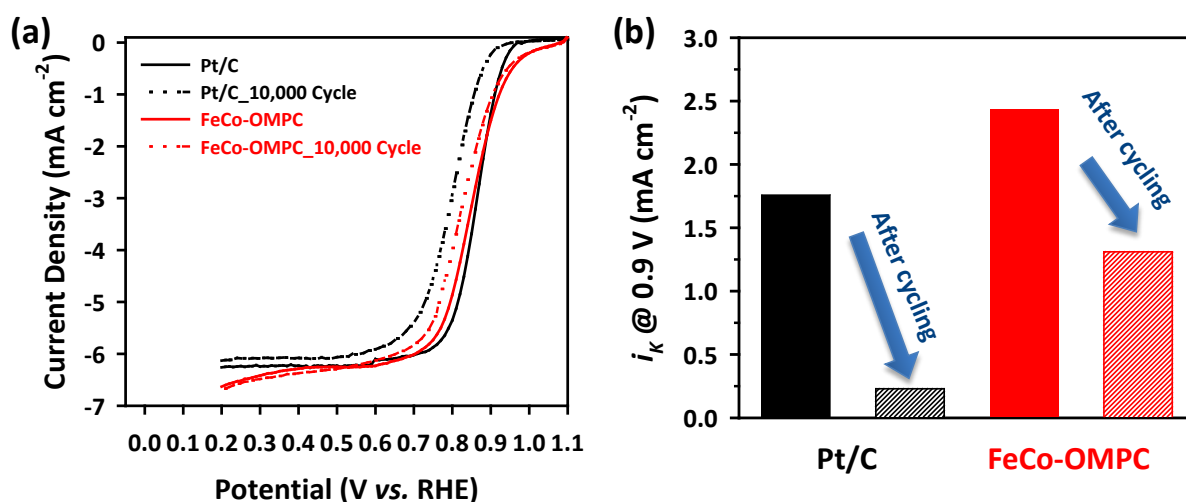 (a)
Current Density (mA cm⁻²)
0
-1
-2
-3
-4
-5
-6
-7
Pt/C
Pt/C_10,000 Cycle
FeCo-OMPC
FeCo-OMPC_10,000 Cycle
0.0 0.1 0.2 0.3 0.4 0.5 0.6 0.7 0.8 0.9 1.0 1.1
Potential (V vs. RHE)
(b)
i_K @ 0.9 V (mA cm⁻²)
3.0
2.5
2.0
1.5
1.0
0.5
0.0
After cycling
After cycling
Pt/C FeCo-OMPC